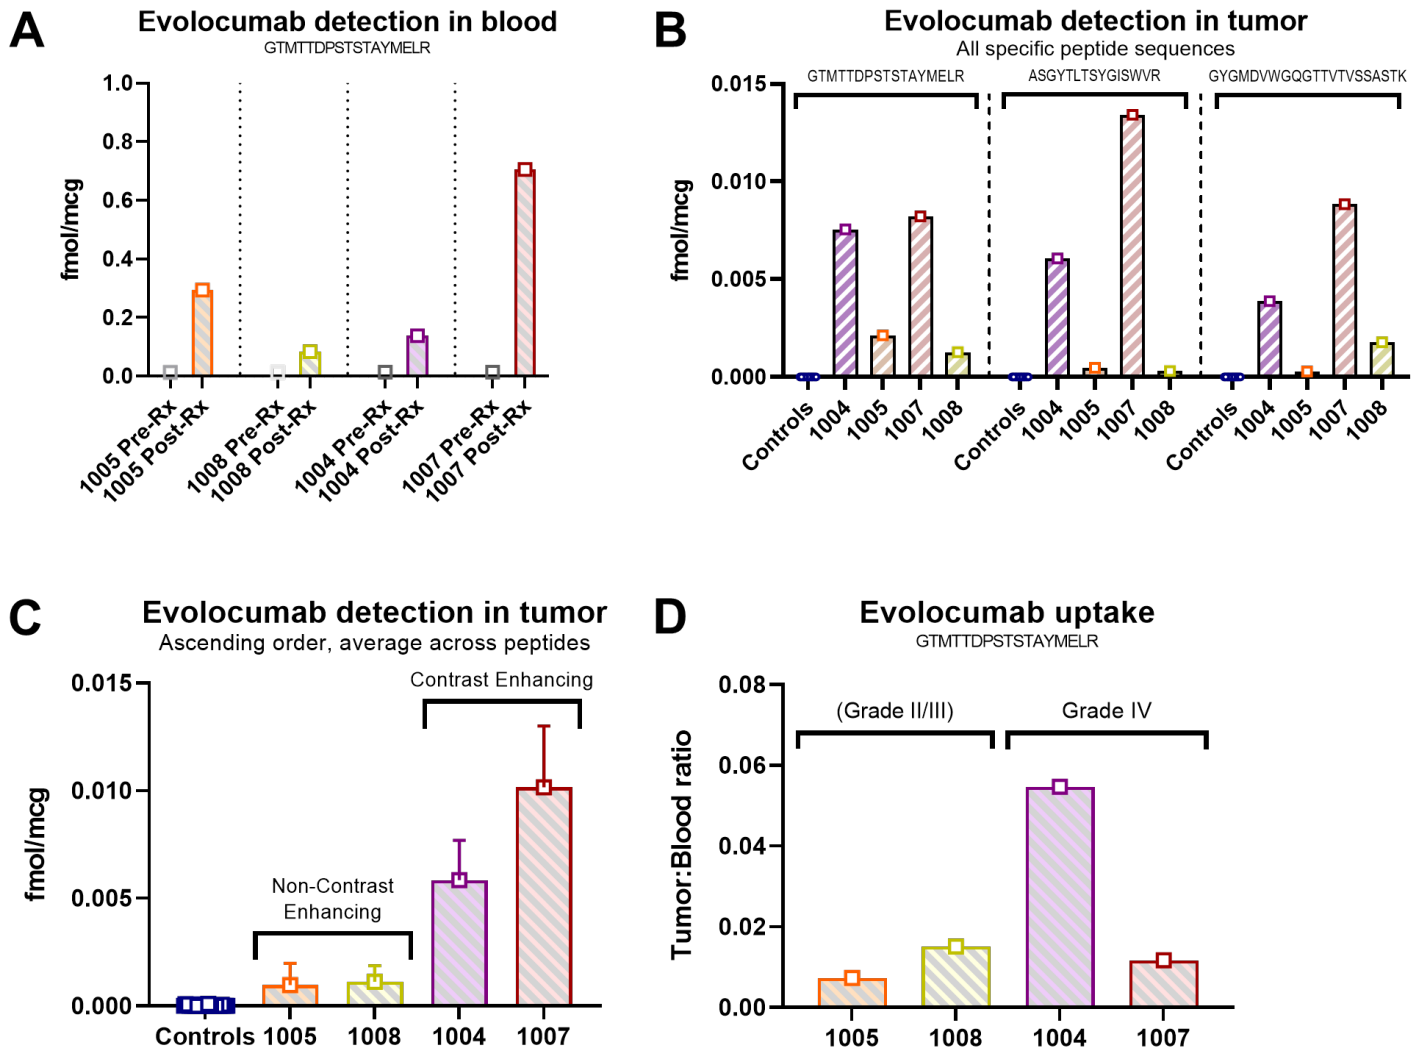 A
Evolocumab detection in blood
GTMTTDPSTSTAYMELR
fmol/mcg
1.0
0.8
0.6
0.4
0.2
0.0
1005 Pre-Rx
1005 Post-Rx
1008 Pre-Rx
1008 Post-Rx
1004 Pre-Rx
1004 Post-Rx
1007 Pre-Rx
1007 Post-Rx
B
Evolocumab detection in tumor
All specific peptide sequences
GTMTTDPSTSTAYMELR
ASGYTLTSYGISWVR
GYGMDVWGQGTTVTVSSASTK
fmol/mcg
0.015
0.010
0.005
0.000
Controls
1004
1005
1007
1008
Controls
1004
1005
1007
1008
Controls
1004
1005
1007
1008
C
Evolocumab detection in tumor
Ascending order, average across peptides
Contrast Enhancing
Non-Contrast
Enhancing
fmol/mcg
0.015
0.010
0.005
0.000
Controls
1005
1008
1004
1007
D
Evolocumab uptake
GTMTTDPSTSTAYMELR
(Grade II/III)
Grade IV
Tumor:Blood ratio
0.08
0.06
0.04
0.02
0.00
1005
1008
1004
1007